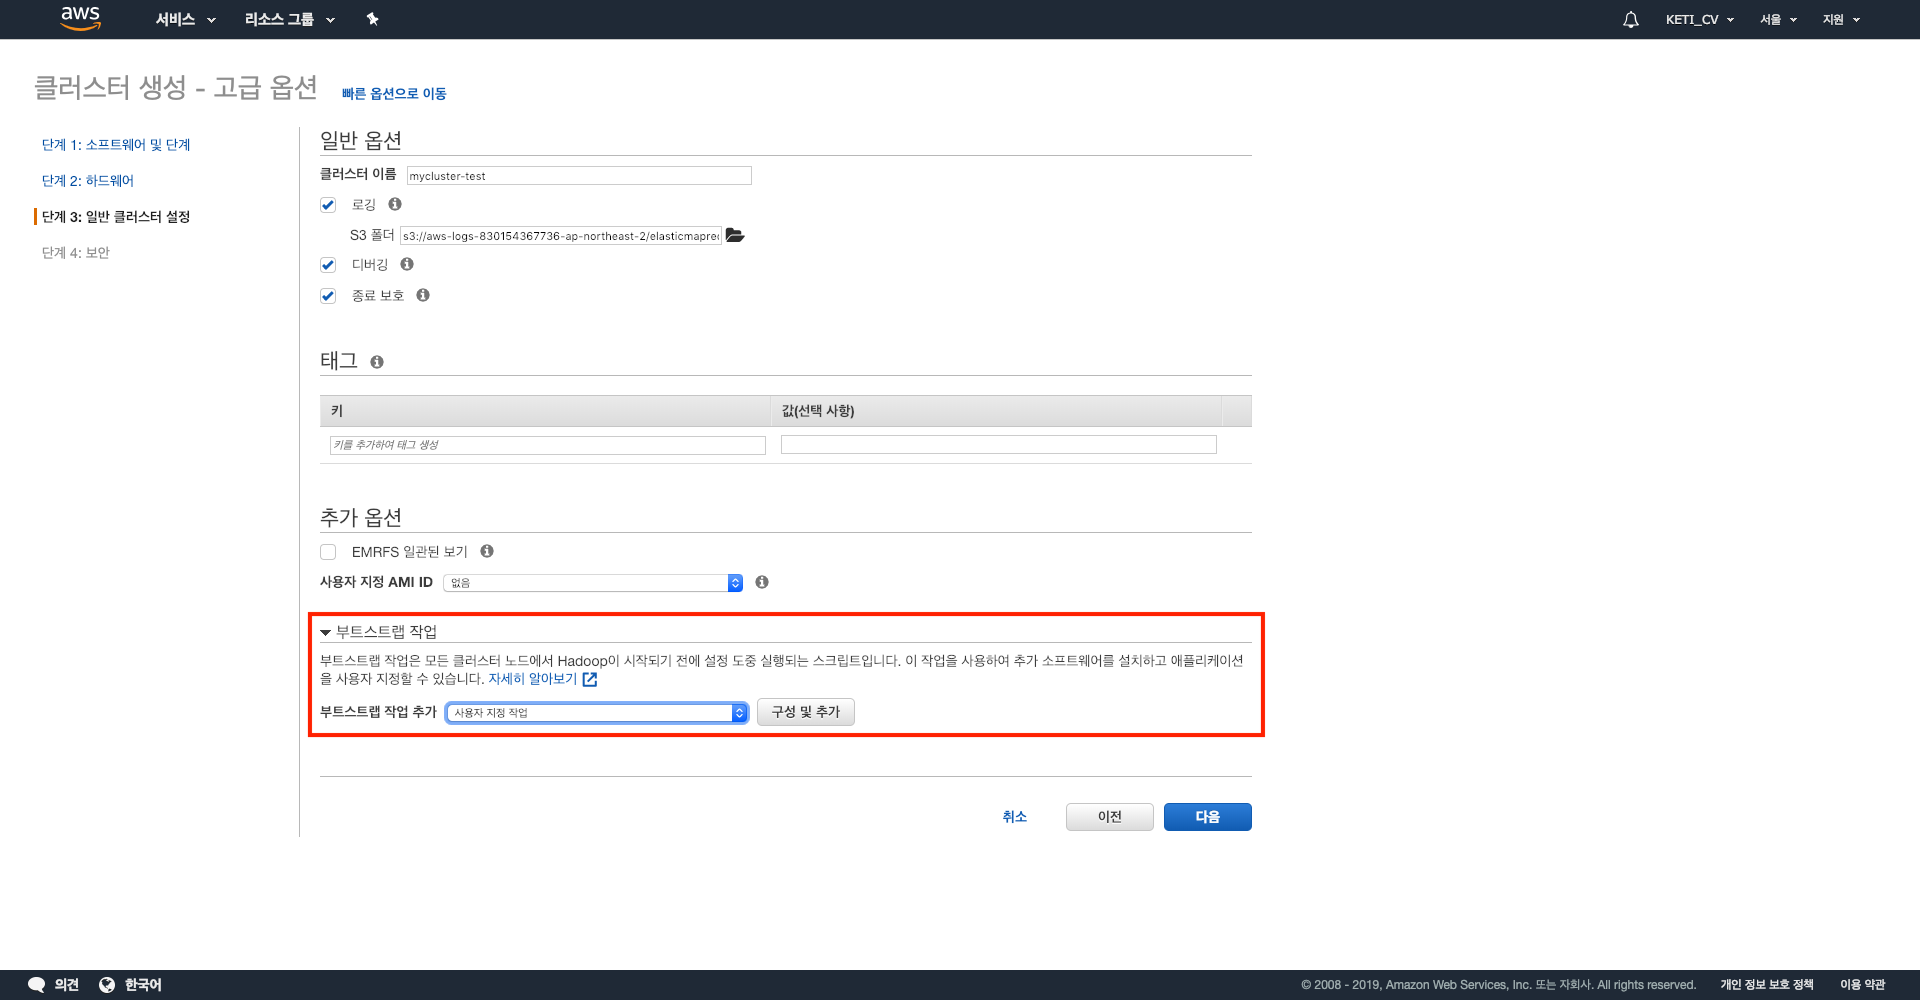 aws 서비스 리소스 그룹 KETI_CV 서울 지원
클러스터 생성 - 고급 옵션 빠른 옵션으로 이동
단계 1: 소프트웨어 및 단계
단계 2: 하드웨어
단계 3: 일반 클러스터 설정
단계 4: 보안
일반 옵션
클러스터 이름 mycluster-test
로깅
S3 폴더 s3://aws-logs-830154367736-ap-northeast-2/elasticmapred
디버깅
종료 보호
태그
키 값(선택 사항)
키를 추가하여 태그 생성
추가 옵션
EMRFS 일관된 보기
사용자 지정 AMI ID 없음
부트스트랩 작업
부트스트랩 작업은 모든 클러스터 노드에서 Hadoop이 시작되기 전에 설정 도중 실행되는 스크립트입니다. 이 작업을 사용하여 추가 소프트웨어를 설치하고 애플리케이션
을 사용자 지정할 수 있습니다. 자세히 알아보기
부트스트랩 작업 추가 사용자 지정 작업 구성 및 추가
취소 이전 다음
의견 한국어 © 2008 - 2019, Amazon Web Services, Inc. 또는 자회사. All rights reserved. 개인 정보 보호 정책 이용 약관